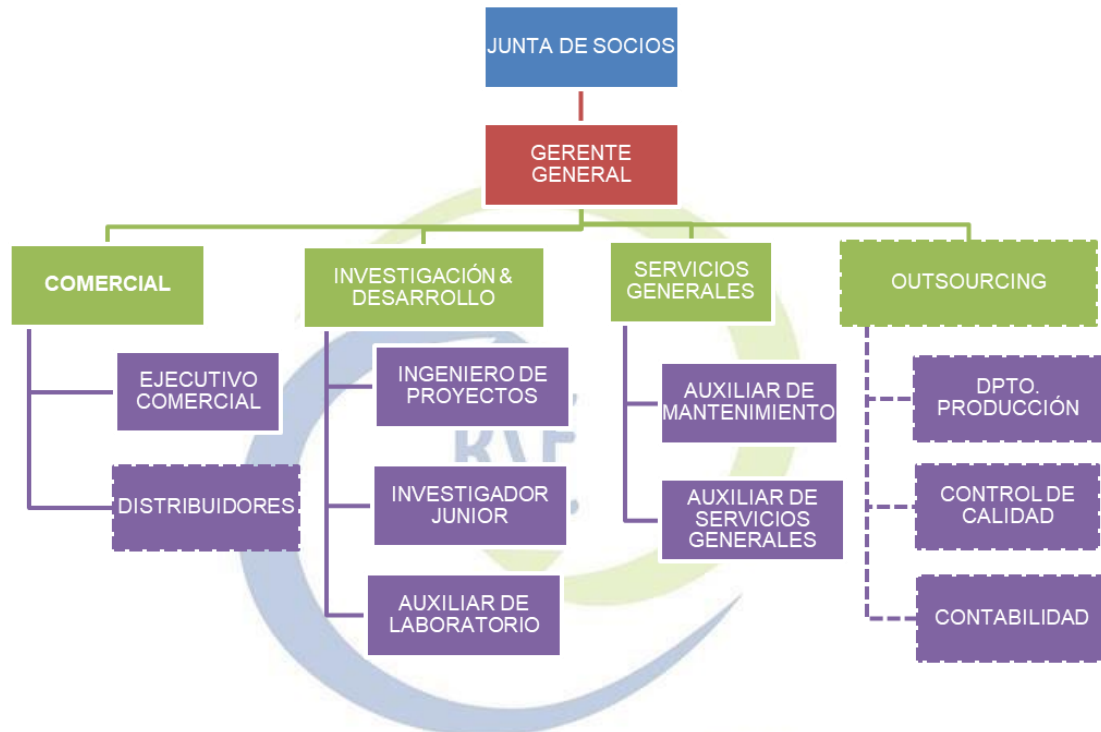 JUNTA DE SOCIOS
GERENTE
GENERAL
COMERCIAL
INVESTIGACIÓN &
DESARROLLO
SERVICIOS
GENERALES
OUTSOURCING
EJECUTIVO
COMERCIAL
DISTRIBUIDORES
INGENIERO DE
PROYECTOS
INVESTIGADOR
JUNIOR
AUXILIAR DE
LABORATORIO
AUXILIAR DE
MANTENIMIENTO
AUXILIAR DE
SERVICIOS
GENERALES
DPTO.
PRODUCCIÓN
CONTROL DE
CALIDAD
CONTABILIDAD